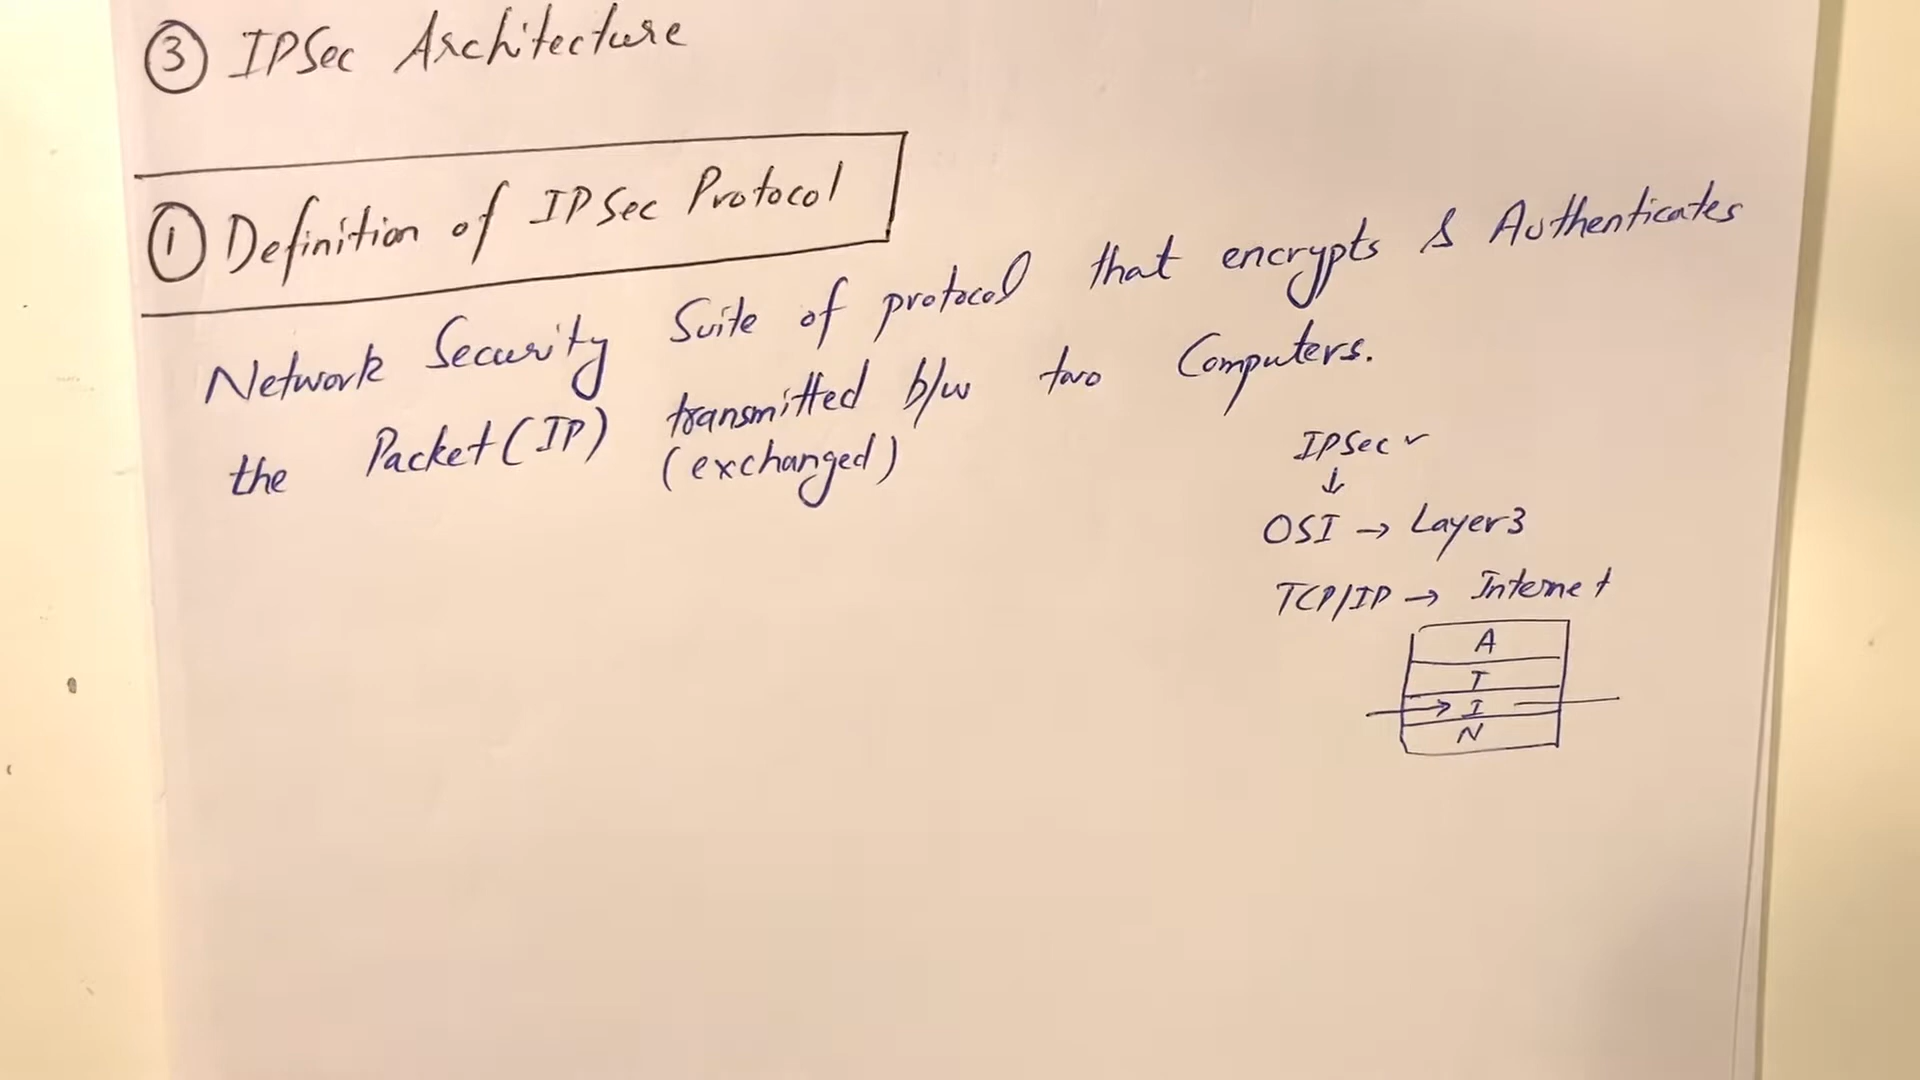 ③ IPSec Architecture
① Definition of IPSec Protocol
Network Security Suite of protocol that encrypts & Authenticates
the Packet(IP) transmitted b/w two Computers.
(exchanged)
IPSec ✓
↓
OSI → Layer3
TCP/IP → Internet
A
T
→ I
N